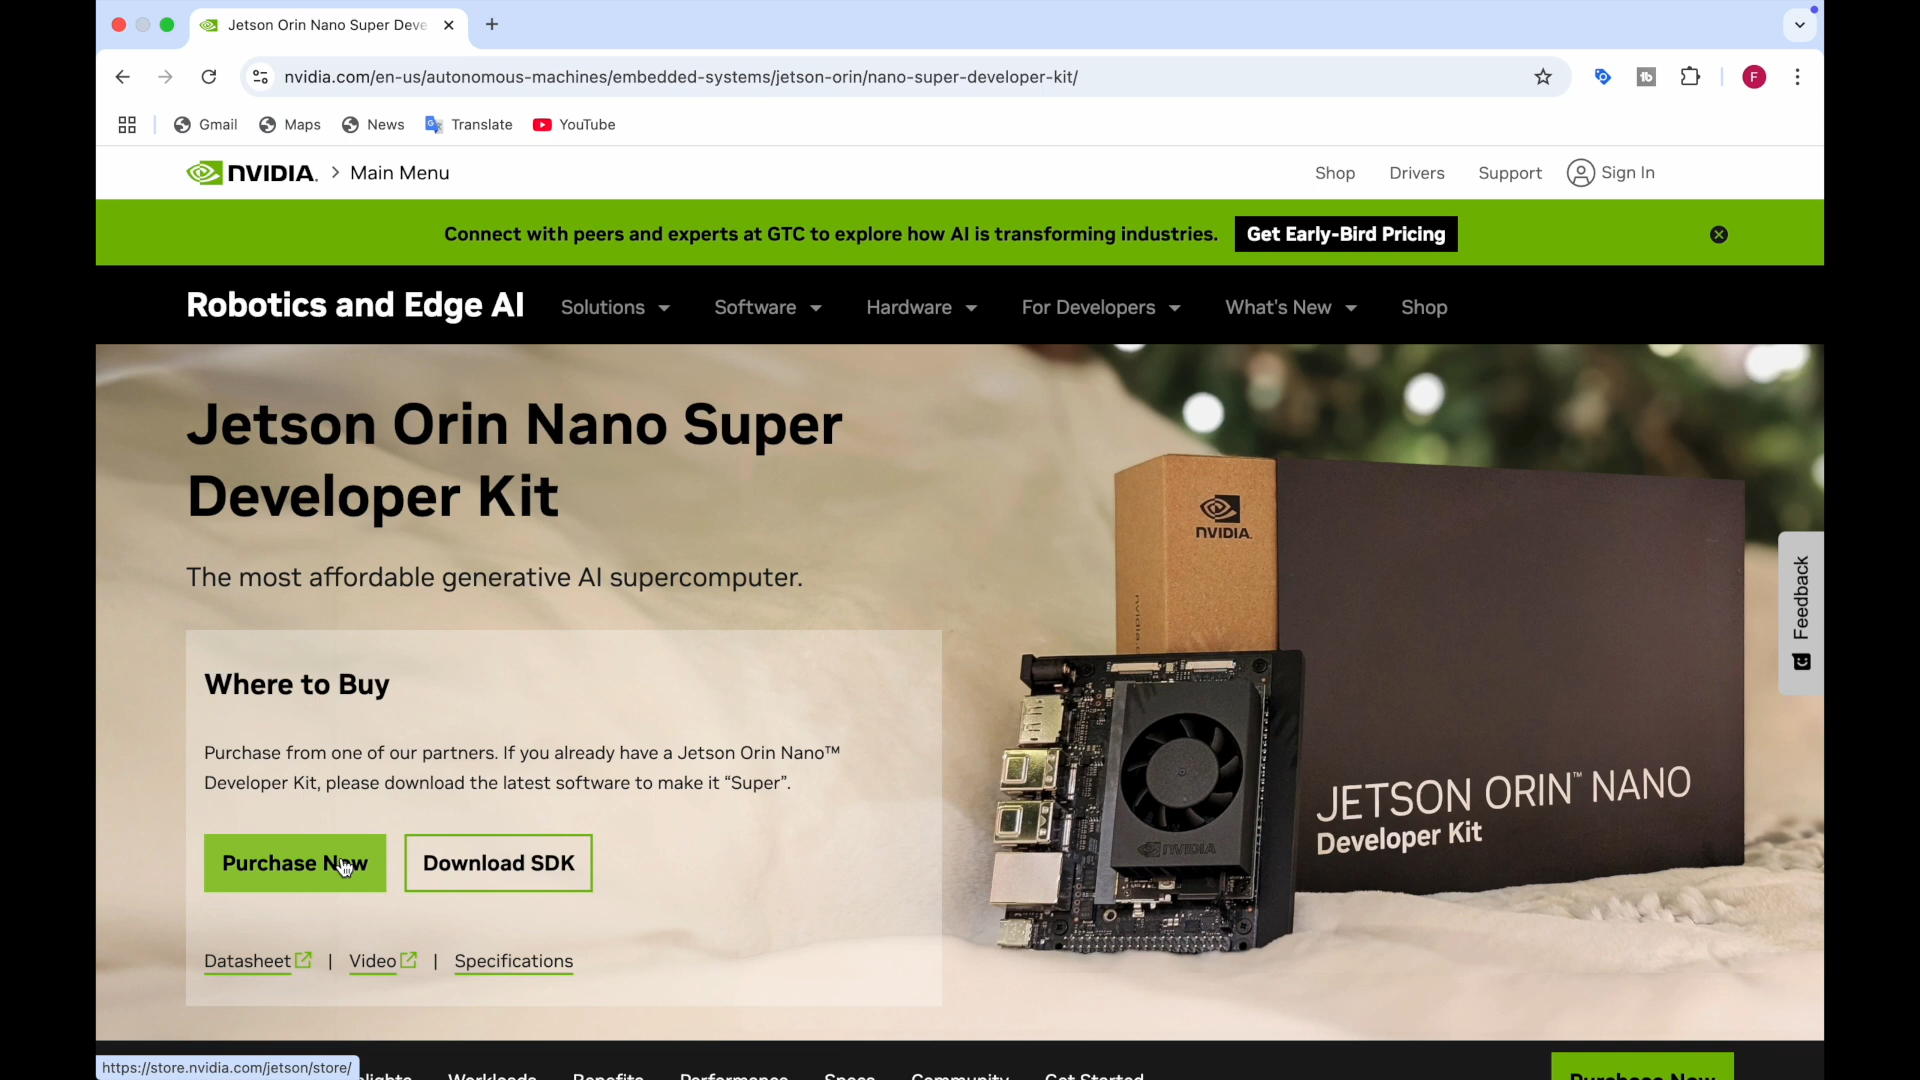 Jetson Orin Nano Super Deve
nvidia.com/en-us/autonomous-machines/embedded-systems/jetson-orin/nano-super-developer-kit/
F
Gmail Maps News Translate YouTube
NVIDIA. > Main Menu Shop Drivers Support Sign In
Connect with peers and experts at GTC to explore how AI is transforming industries. Get Early-Bird Pricing
Robotics and Edge AI Solutions Software Hardware For Developers What's New Shop
Jetson Orin Nano Super
Developer Kit
The most affordable generative AI supercomputer.
NVIDIA.
Feedback
Where to Buy
Purchase from one of our partners. If you already have a Jetson Orin Nano™
Developer Kit, please download the latest software to make it “Super”.
Purchase Now Download SDK
Datasheet | Video | Specifications
NVIDIA
JETSON ORIN™ NANO
Developer Kit
https://store.nvidia.com/jetson/store/
Workloads Benefits Performance Specs Community Get Started
Purchase Now